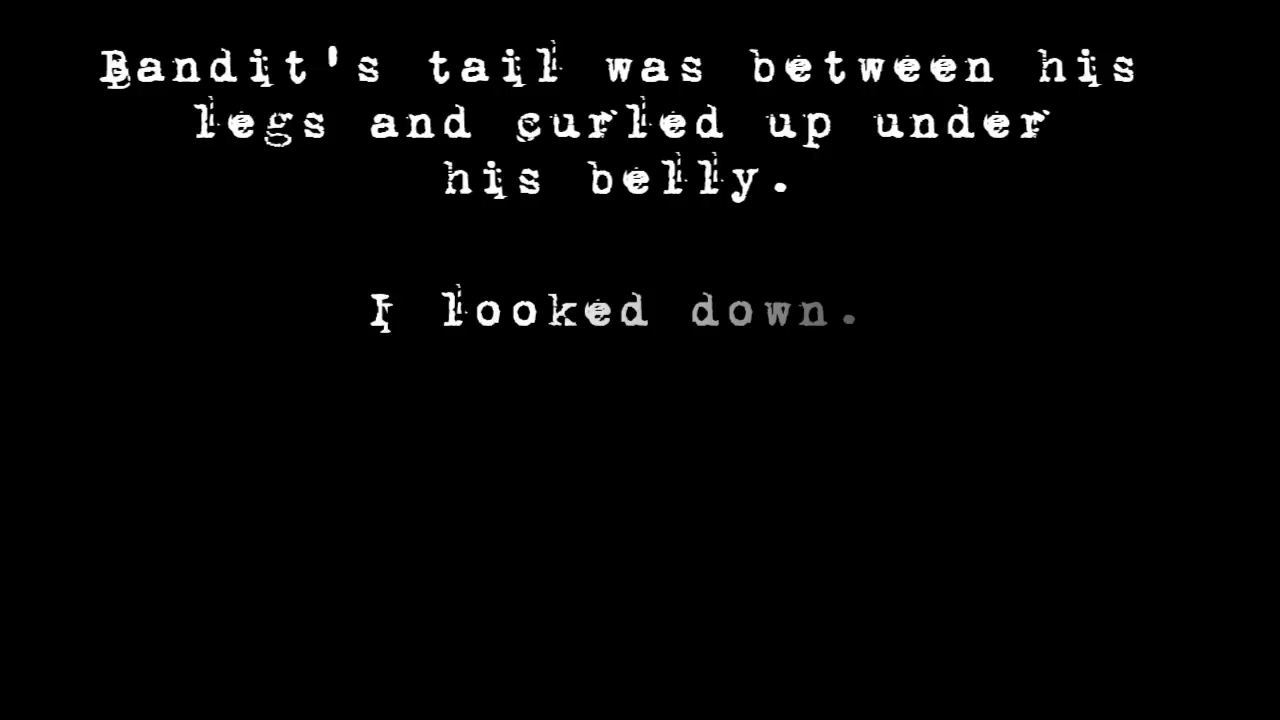 Bandit's tail was between his
legs and curled up under
his belly.
I looked down.